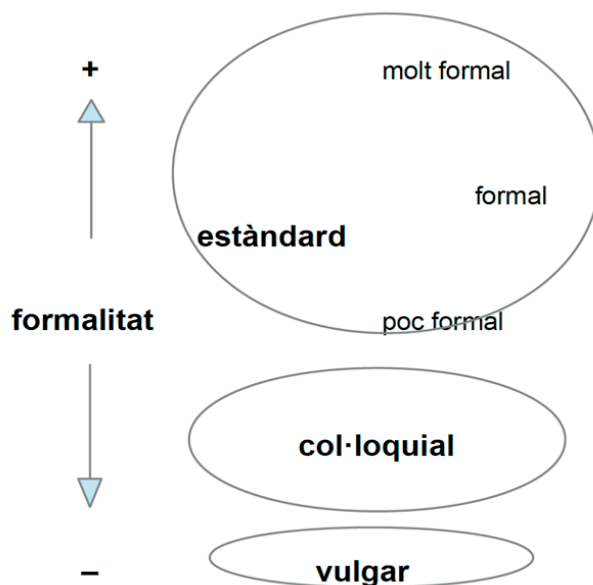 +
molt formal
formal
estàndard
formalitat
poc formal
col·loquial
–
vulgar